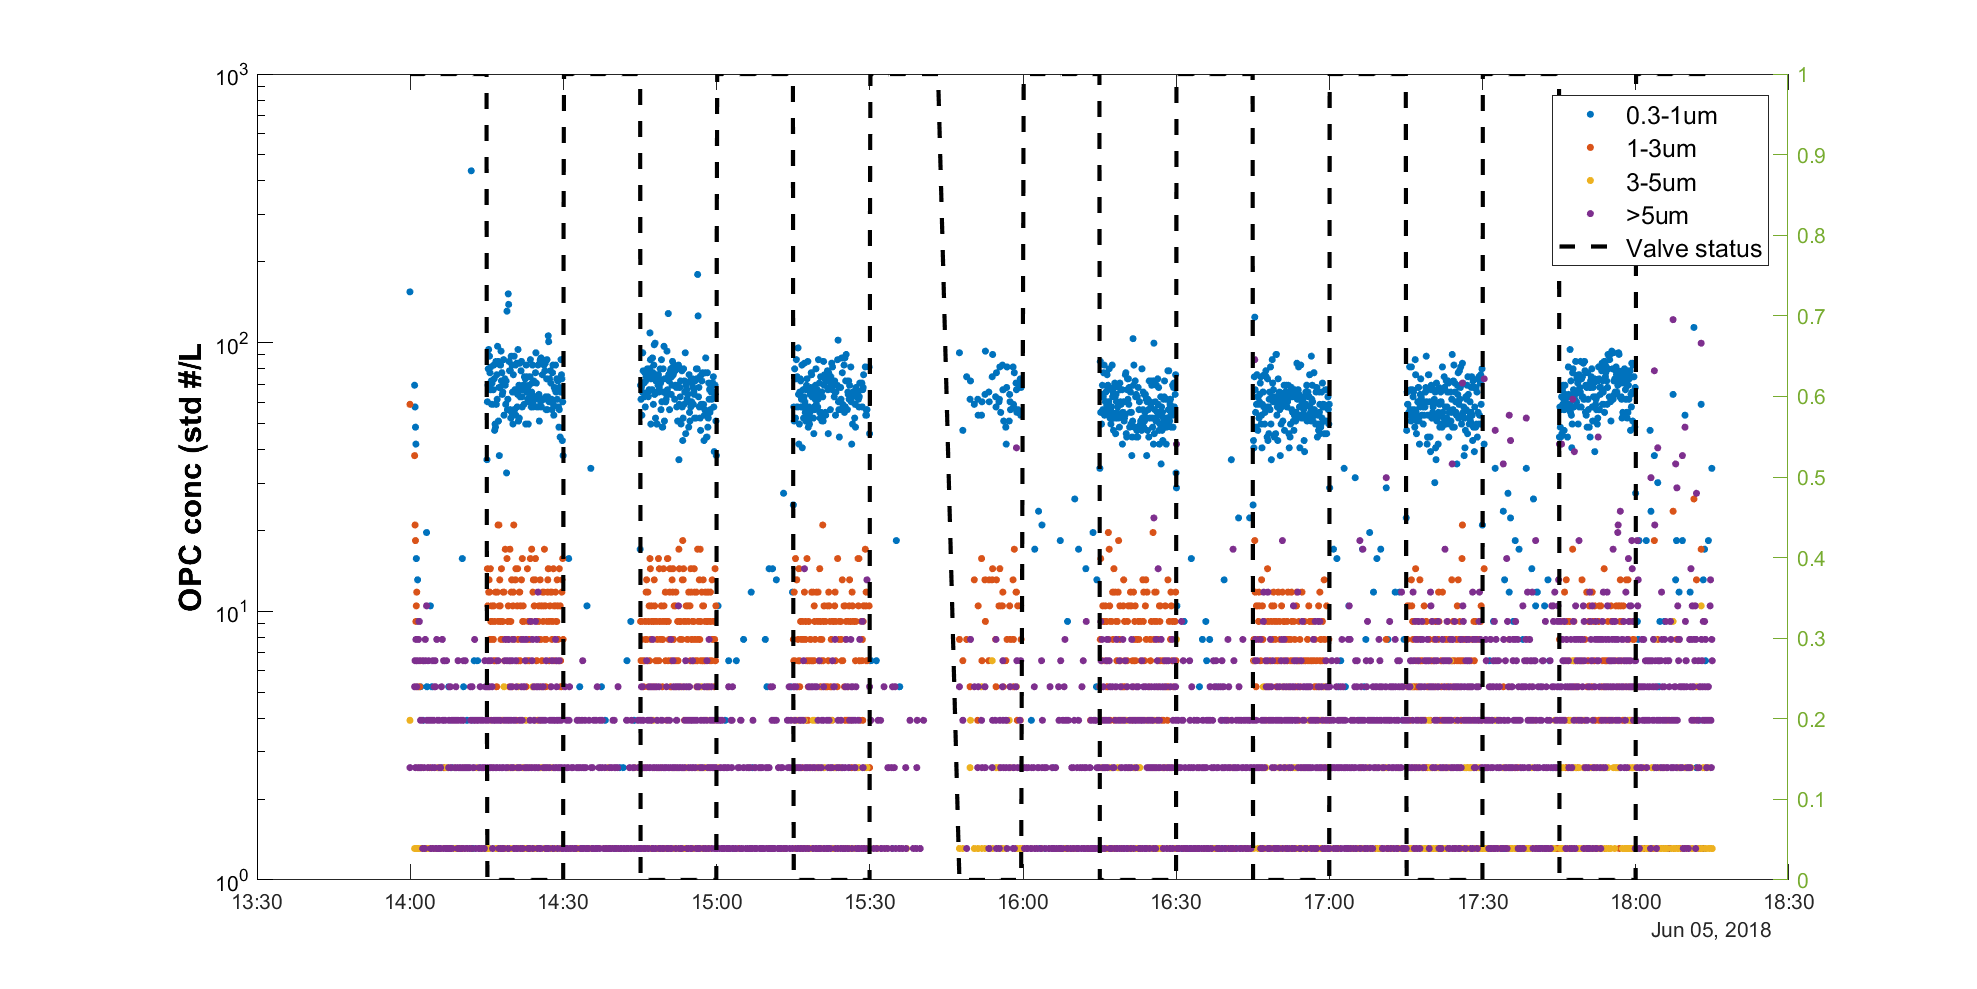 OPC conc (std #/L
10^3
10^2
10^1
10^0
1
0.9
0.8
0.7
0.6
0.5
0.4
0.3
0.2
0.1
0
0.3-1um
1-3um
3-5um
>5um
Valve status
13:30 14:00 14:30 15:00 15:30 16:00 16:30 17:00 17:30 18:00 18:30
Jun 05, 2018